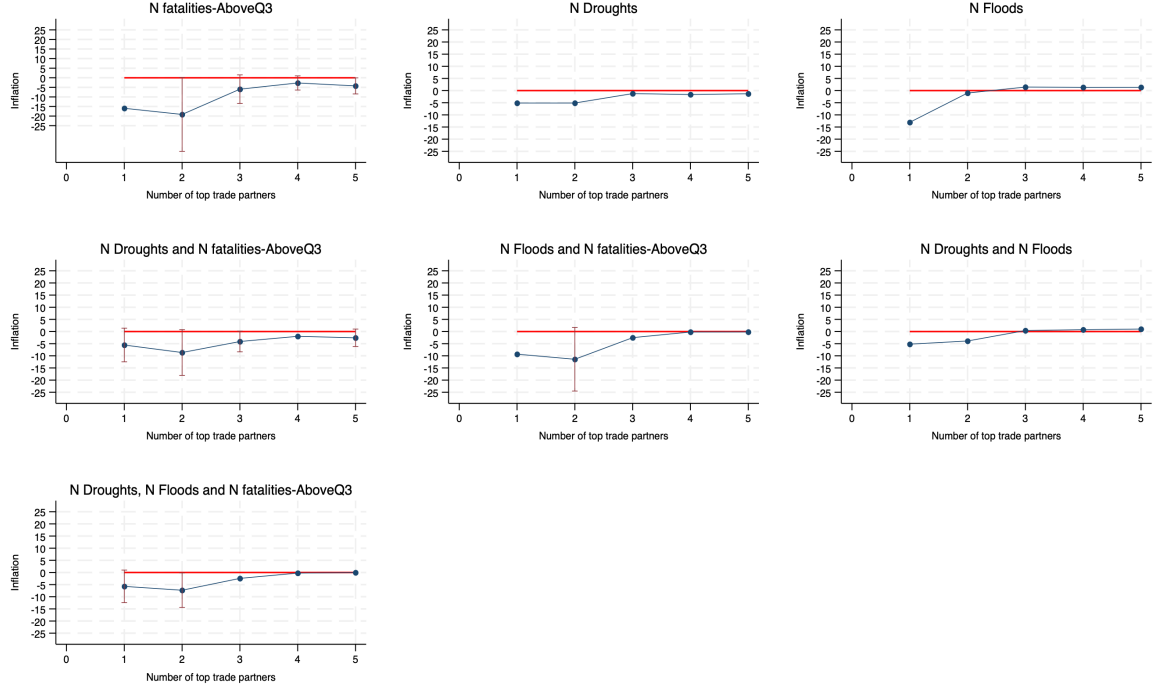 N fatalities-AboveQ3
25
20
15
10
5
0
-5
-10
-15
-20
-25
Inflation
0 1 2 3 4 5
Number of top trade partners
N Droughts
25
20
15
10
5
0
-5
-10
-15
-20
-25
Inflation
0 1 2 3 4 5
Number of top trade partners
N Floods
25
20
15
10
5
0
-5
-10
-15
-20
-25
Inflation
0 1 2 3 4 5
Number of top trade partners
N Droughts and N fatalities-AboveQ3
25
20
15
10
5
0
-5
-10
-15
-20
-25
Inflation
0 1 2 3 4 5
Number of top trade partners
N Floods and N fatalities-AboveQ3
25
20
15
10
5
0
-5
-10
-15
-20
-25
Inflation
0 1 2 3 4 5
Number of top trade partners
N Droughts and N Floods
25
20
15
10
5
0
-5
-10
-15
-20
-25
Inflation
0 1 2 3 4 5
Number of top trade partners
N Droughts, N Floods and N fatalities-AboveQ3
25
20
15
10
5
0
-5
-10
-15
-20
-25
Inflation
0 1 2 3 4 5
Number of top trade partners